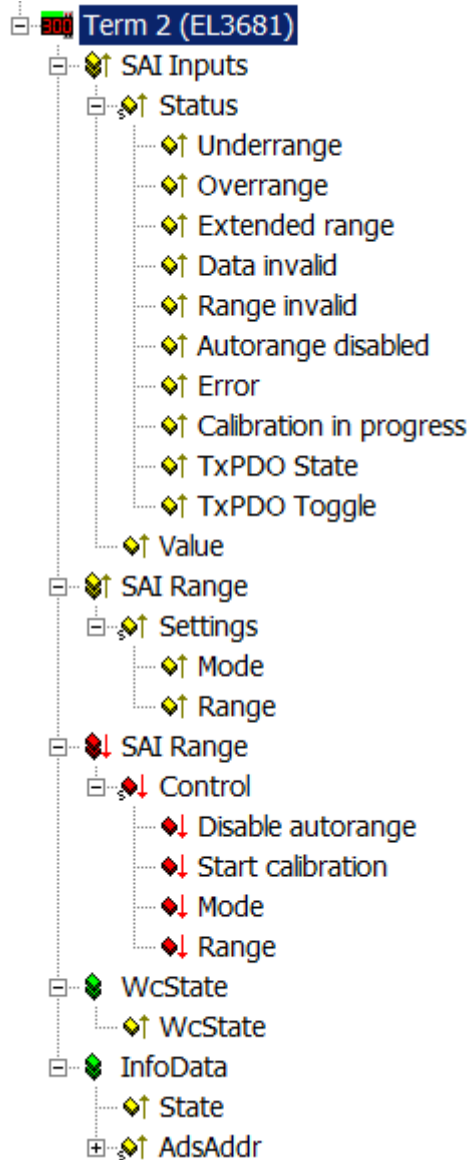 Term 2 (EL3681)
SAI Inputs
Status
Underrange
Overrange
Extended range
Data invalid
Range invalid
Autorange disabled
Error
Calibration in progress
TxPDO State
TxPDO Toggle
Value
SAI Range
Settings
Mode
Range
SAI Range
Control
Disable autorange
Start calibration
Mode
Range
WcState
WcState
InfoData
State
AdsAddr